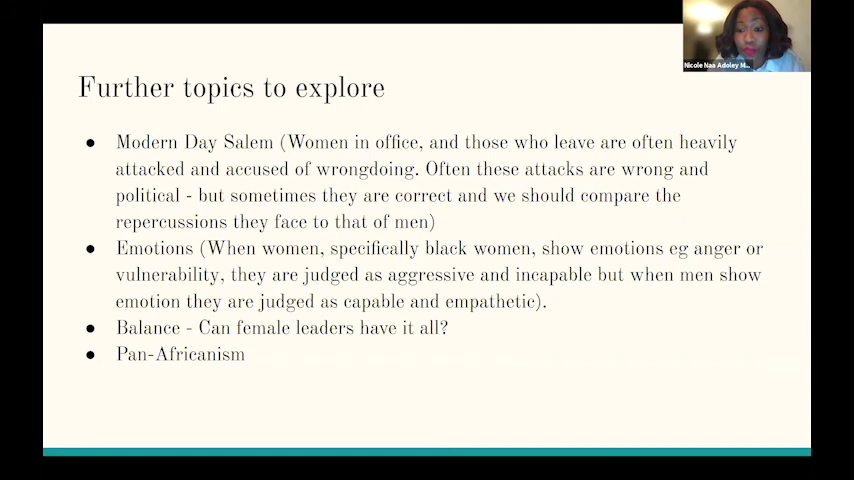 Nicole Naa Adoley M...
Further topics to explore
● Modern Day Salem (Women in office, and those who leave are often heavily
attacked and accused of wrongdoing. Often these attacks are wrong and
political - but sometimes they are correct and we should compare the
repercussions they face to that of men)
● Emotions (When women, specifically black women, show emotions eg anger or
vulnerability, they are judged as aggressive and incapable but when men show
emotion they are judged as capable and empathetic).
● Balance - Can female leaders have it all?
● Pan-Africanism